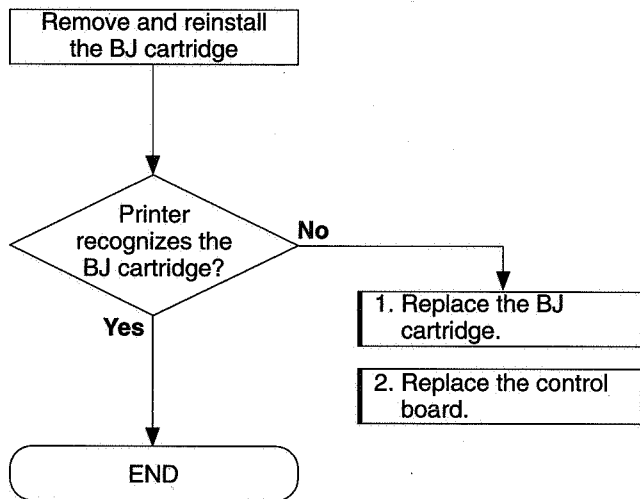 Remove and reinstall
the BJ cartridge
Printer
recognizes the
BJ cartridge?
No
Yes
1. Replace the BJ
cartridge.
2. Replace the control
board.
END